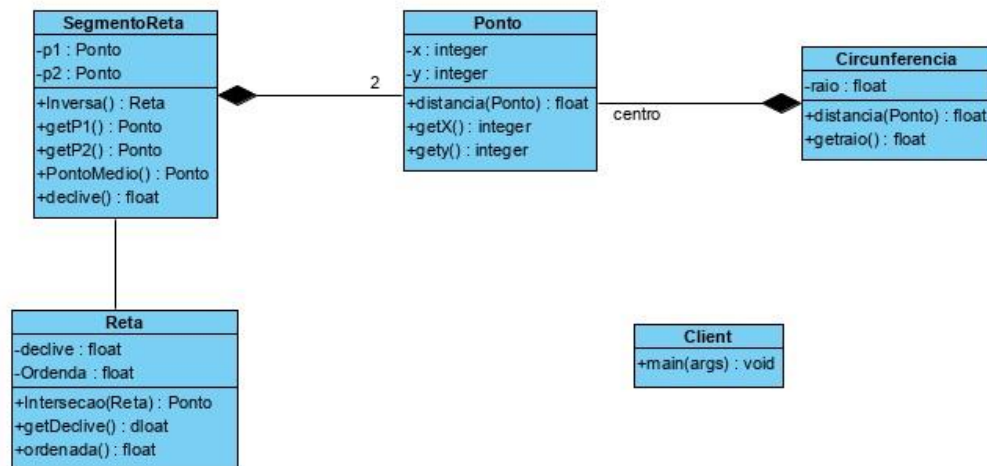 SegmentoReta
-p1 : Ponto
-p2 : Ponto
+Inversa() : Reta
+getP1() : Ponto
+getP2() : Ponto
+PontoMedio() : Ponto
+declive() : float
2
Ponto
-x : integer
-y : integer
+distancia(Ponto) : float
+getX() : integer
+gety() : integer
centro
Circunferencia
-raio : float
+distancia(Ponto) : float
+getraio() : float
Reta
-declive : float
-Ordenda : float
+Intersecao(Reta) : Ponto
+getDeclive() : dloat
+ordenada() : float
Client
+main(args) : void